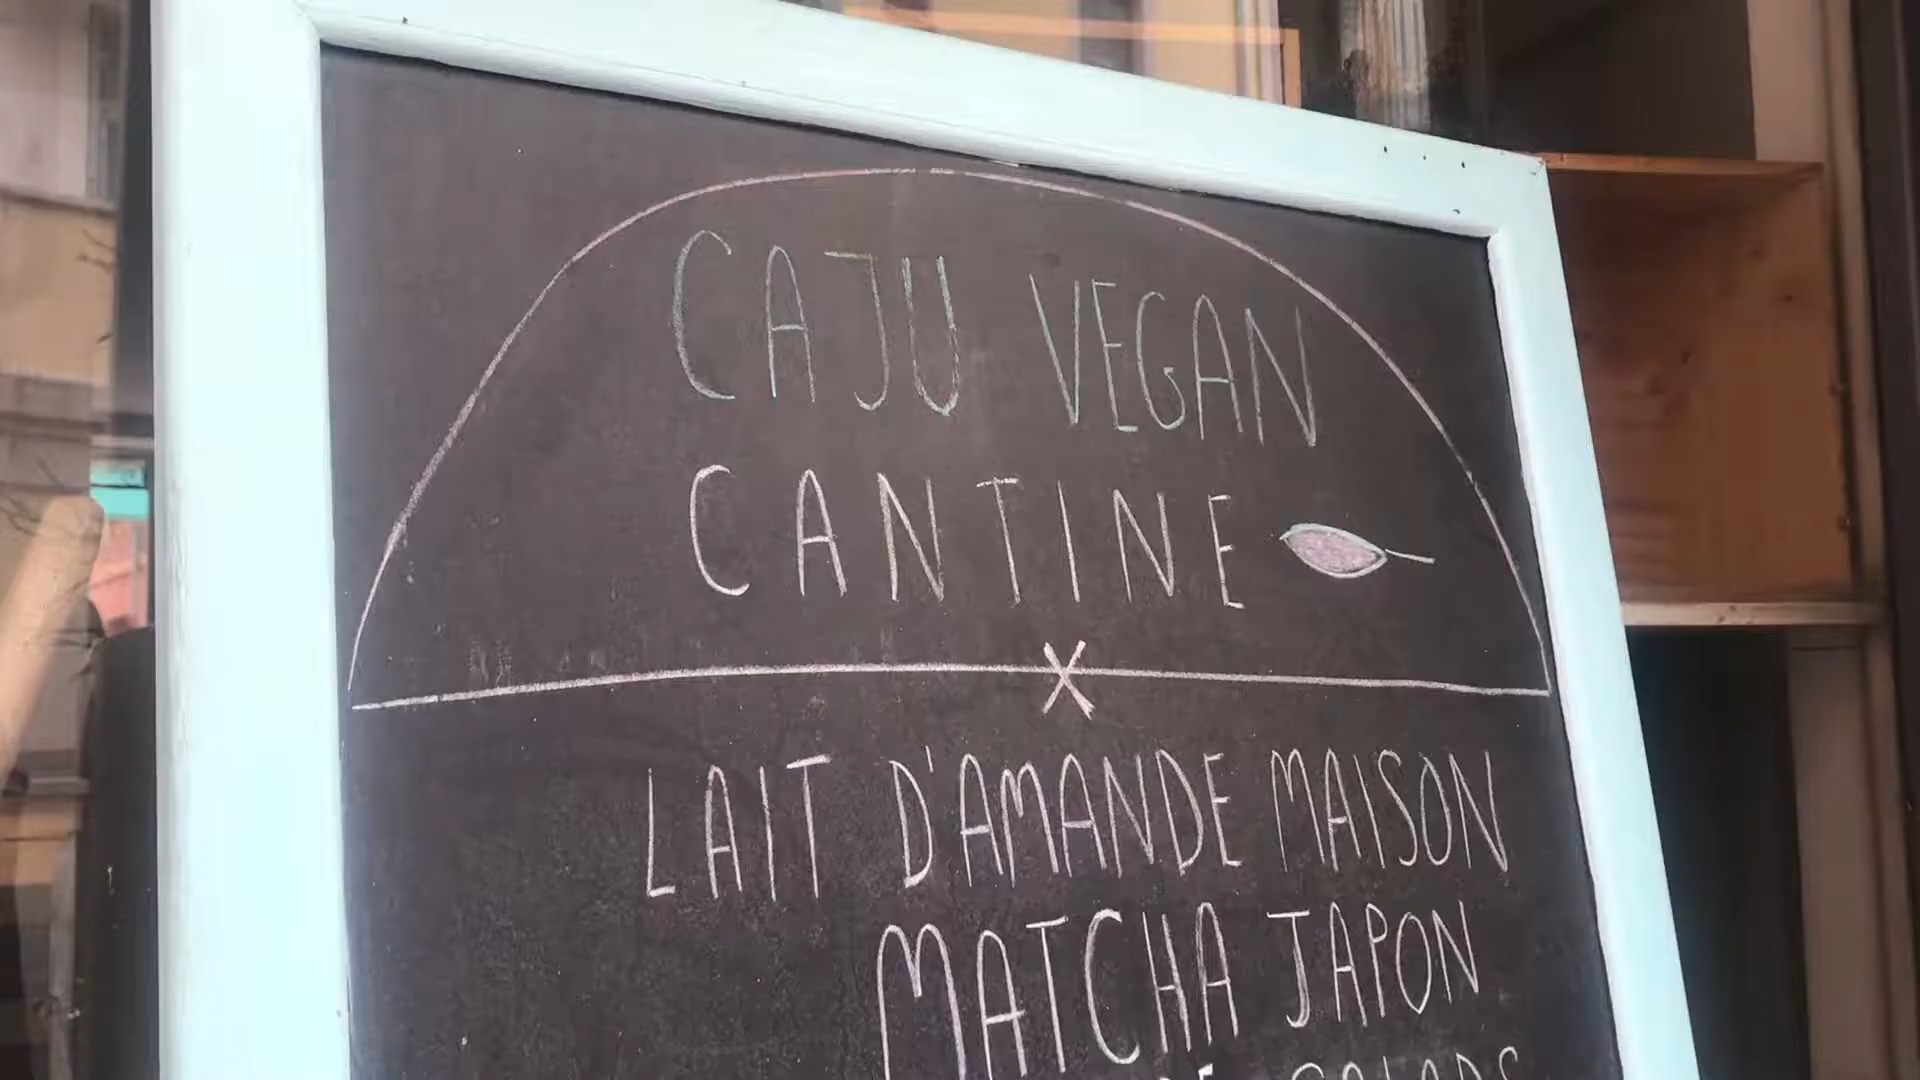 CAJU VEGAN
CANTINE
LAIT D'AMANDE MAISON
MATCHA JAPON